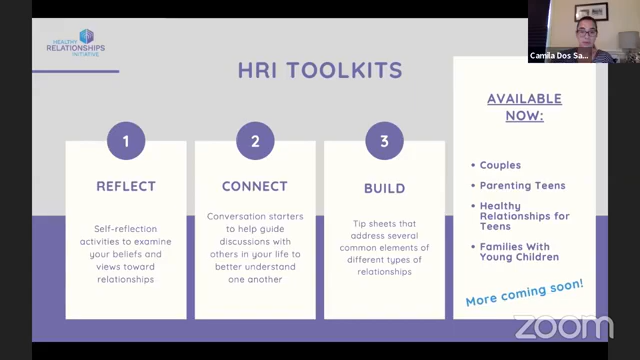 HEALTHY
RELATIONSHIPS
INITIATIVE
Camila Dos Sa...
HRI TOOLKITS
1
REFLECT
Self-reflection
activities to examine
your beliefs and
views toward
relationships
2
CONNECT
Conversation starters
to help guide
discussions with
others in your life to
better understand
one another
3
BUILD
Tip sheets that
address several
common elements of
different types of
relationships
AVAILABLE
NOW:
• Couples
• Parenting Teens
• Healthy
Relationships for
Teens
• Families With
Young Children
More coming soon!
zoom